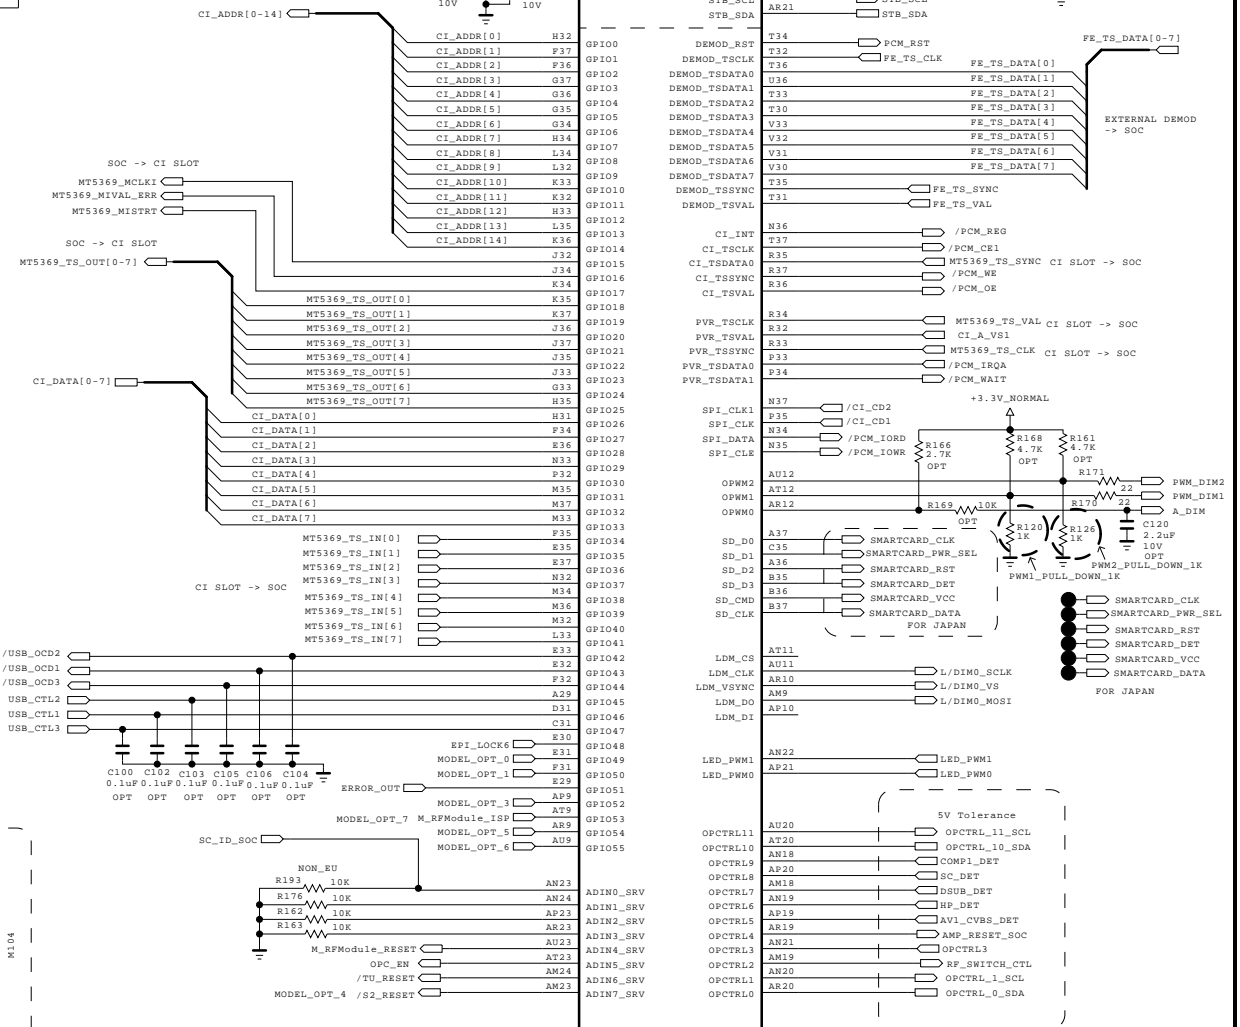 10V
10V
CI_ADDR[0-14]
CI_ADDR[0] H32 GPIO0
CI_ADDR[1] F37 GPIO1
CI_ADDR[2] F36 GPIO2
CI_ADDR[3] G37 GPIO3
CI_ADDR[4] G36 GPIO4
CI_ADDR[5] G35 GPIO5
CI_ADDR[6] G34 GPIO6
CI_ADDR[7] H34 GPIO7
CI_ADDR[8] L34 GPIO8
CI_ADDR[9] L32 GPIO9
CI_ADDR[10] K33 GPIO10
CI_ADDR[11] K32 GPIO11
CI_ADDR[12] H33 GPIO12
CI_ADDR[13] L35 GPIO13
CI_ADDR[14] K36 GPIO14
SOC -> CI SLOT
MT5369_MCLKI J32 GPIO15
MT5369_MIVAL_ERR J34 GPIO16
MT5369_MISTRT K34 GPIO17
SOC -> CI SLOT
MT5369_TS_OUT[0-7]
MT5369_TS_OUT[0] K35 GPIO18
MT5369_TS_OUT[1] K37 GPIO19
MT5369_TS_OUT[2] J36 GPIO20
MT5369_TS_OUT[3] J37 GPIO21
MT5369_TS_OUT[4] J35 GPIO22
MT5369_TS_OUT[5] J33 GPIO23
MT5369_TS_OUT[6] G33 GPIO24
MT5369_TS_OUT[7] H35 GPIO25
CI_DATA[0-7]
CI_DATA[0] H31 GPIO26
CI_DATA[1] F34 GPIO27
CI_DATA[2] E36 GPIO28
CI_DATA[3] N33 GPIO29
CI_DATA[4] P32 GPIO30
CI_DATA[5] M35 GPIO31
CI_DATA[6] M37 GPIO32
CI_DATA[7] M33 GPIO33
MT5369_TS_IN[0] F35 GPIO34
MT5369_TS_IN[1] E35 GPIO35
MT5369_TS_IN[2] E37 GPIO36
MT5369_TS_IN[3] N32 GPIO37
CI SLOT -> SOC
MT5369_TS_IN[4] M34 GPIO38
MT5369_TS_IN[5] M36 GPIO39
MT5369_TS_IN[6] M32 GPIO40
MT5369_TS_IN[7] L33 GPIO41
/USB_OCD2 E33 GPIO42
/USB_OCD1 E32 GPIO43
/USB_OCD3 F32 GPIO44
USB_CTL2 A29 GPIO45
USB_CTL1 D31 GPIO46
USB_CTL3 C31 GPIO47
EPI_LOCK6 E30 GPIO48
MODEL_OPT_0 E31 GPIO49
MODEL_OPT_1 F31 GPIO50
C100 C102 C103 C105 C106 C104
0.1uF 0.1uF 0.1uF 0.1uF 0.1uF 0.1uF
OPT OPT OPT OPT OPT OPT
ERROR_OUT E29 GPIO51
MODEL_OPT_3 AP9 GPIO52
MODEL_OPT_7 M_RFModule_ISP AT9 GPIO53
MODEL_OPT_5 AR9 GPIO54
MODEL_OPT_6 AU9 GPIO55
SC_ID_SOC
NON_EU
R193 10K AN23 ADIN0_SRV
R176 10K AN24 ADIN1_SRV
R162 10K AP23 ADIN2_SRV
R163 10K AR23 ADIN3_SRV
M_RFModule_RESET AU23 ADIN4_SRV
OPC_EN AT23 ADIN5_SRV
/TU_RESET AM24 ADIN6_SRV
MODEL_OPT_4 /S2_RESET AM23 ADIN7_SRV
M104
STB_SCL STB_SCL
STB_SDA AR21 STB_SDA
DEMOD_RST T34 PCM_RST
DEMOD_TSCLK T32 FE_TS_CLK
FE_TS_DATA[0-7]
DEMOD_TSDATA0 T36 FE_TS_DATA[0]
DEMOD_TSDATA1 U36 FE_TS_DATA[1]
DEMOD_TSDATA2 T33 FE_TS_DATA[2]
DEMOD_TSDATA3 T30 FE_TS_DATA[3]
DEMOD_TSDATA4 V33 FE_TS_DATA[4]
DEMOD_TSDATA5 V32 FE_TS_DATA[5]
DEMOD_TSDATA6 V31 FE_TS_DATA[6]
DEMOD_TSDATA7 V30 FE_TS_DATA[7]
EXTERNAL DEMOD
-> SOC
DEMOD_TSSYNC T35 FE_TS_SYNC
DEMOD_TSVAL T31 FE_TS_VAL
CI_INT N36 /PCM_REG
CI_TSCLK T37 /PCM_CE1
CI_TSDATA0 R35 MT5369_TS_SYNC CI SLOT -> SOC
CI_TSSYNC R37 /PCM_WE
CI_TSVAL R36 /PCM_OE
PVR_TSCLK R34 MT5369_TS_VAL CI SLOT -> SOC
PVR_TSVAL R32 CI_A_VS1
PVR_TSSYNC R33 MT5369_TS_CLK CI SLOT -> SOC
PVR_TSDATA0 P33 /PCM_IRQA
PVR_TSDATA1 P34 /PCM_WAIT
+3.3V_NORMAL
SPI_CLK1 N37 /CI_CD2
SPI_CLK P35 /CI_CD1
SPI_DATA N34 /PCM_IORD
SPI_CLE N35 /PCM_IOWR
R166
2.7K
OPT
R168
4.7K
OPT
R161
4.7K
OPT
OPWM2 AU12 R171 22 PWM_DIM2
OPWM1 AT12 R170 22 PWM_DIM1
OPWM0 AR12 R169 10K OPT A_DIM
R120
1K
R126
1K
C120
2.2uF
10V
OPT
PWM2_PULL_DOWN_1K
PWM1_PULL_DOWN_1K
SD_D0 A37 SMARTCARD_CLK
SD_D1 C35 SMARTCARD_PWR_SEL
SD_D2 A36 SMARTCARD_RST
SD_D3 B35 SMARTCARD_DET
SD_CMD B36 SMARTCARD_VCC
SD_CLK B37 SMARTCARD_DATA
FOR JAPAN
SMARTCARD_CLK
SMARTCARD_PWR_SEL
SMARTCARD_RST
SMARTCARD_DET
SMARTCARD_VCC
SMARTCARD_DATA
FOR JAPAN
LDM_CS AT11
LDM_CLK AU11 L/DIM0_SCLK
LDM_VSYNC AR10 L/DIM0_VS
LDM_DO AM9 L/DIM0_MOSI
LDM_DI AP10
LED_PWM1 AN22 LED_PWM1
LED_PWM0 AP21 LED_PWM0
5V Tolerance
OPCTRL11 AU20 OPCTRL_11_SCL
OPCTRL10 AT20 OPCTRL_10_SDA
OPCTRL9 AN18 COMP1_DET
OPCTRL8 AP20 SC_DET
OPCTRL7 AM18 DSUB_DET
OPCTRL6 AN19 HP_DET
OPCTRL5 AP19 AV1_CVBS_DET
OPCTRL4 AR19 AMP_RESET_SOC
OPCTRL3 AN21 OPCTRL3
OPCTRL2 AM19 RF_SWITCH_CTL
OPCTRL1 AN20 OPCTRL_1_SCL
OPCTRL0 AR20 OPCTRL_0_SDA